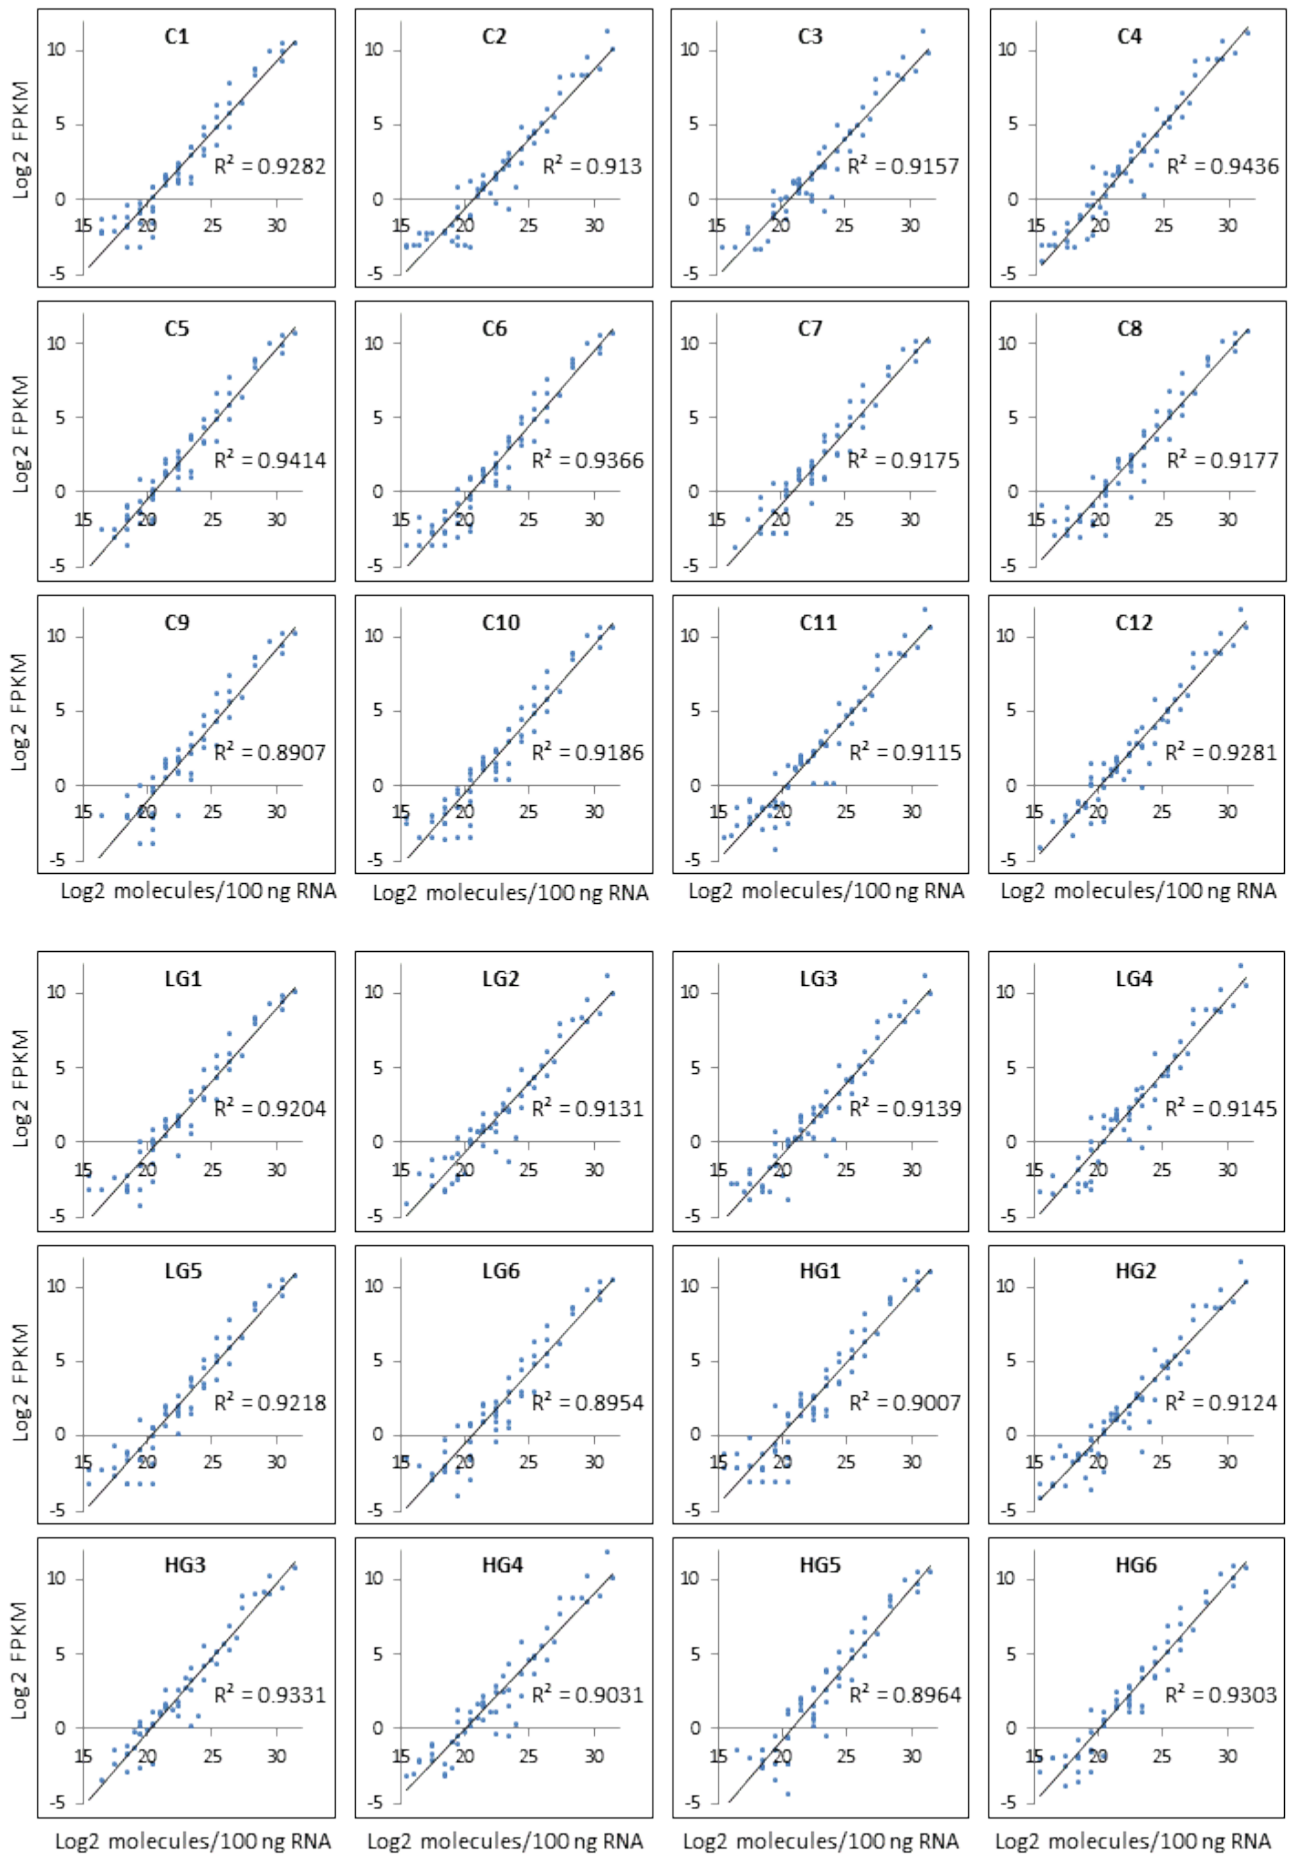 C1 C2 C3 C4
10 10 10 10
Log2 FPKM
5 5 5 5
R² = 0.9282 R² = 0.913 R² = 0.9157 R² = 0.9436
0 0 0 0
15 20 25 30 15 20 25 30 15 20 25 30 15 20 25 30
-5 -5 -5 -5
C5 C6 C7 C8
10 10 10 10
Log2 FPKM
5 5 5 5
R² = 0.9414 R² = 0.9366 R² = 0.9175 R² = 0.9177
0 0 0 0
15 20 25 30 15 20 25 30 15 20 25 30 15 20 25 30
-5 -5 -5 -5
C9 C10 C11 C12
10 10 10 10
Log2 FPKM
5 5 5 5
R² = 0.8907 R² = 0.9186 R² = 0.9115 R² = 0.9281
0 0 0 0
15 20 25 30 15 20 25 30 15 20 25 30 15 20 25 30
-5 -5 -5 -5
Log2 molecules/100 ng RNA Log2 molecules/100 ng RNA Log2 molecules/100 ng RNA Log2 molecules/100 ng RNA
LG1 LG2 LG3 LG4
10 10 10 10
Log2 FPKM
5 5 5 5
R² = 0.9204 R² = 0.9131 R² = 0.9139 R² = 0.9145
0 0 0 0
15 20 25 30 15 20 25 30 15 20 25 30 15 20 25 30
-5 -5 -5 -5
LG5 LG6 HG1 HG2
10 10 10 10
Log2 FPKM
5 5 5 5
R² = 0.9218 R² = 0.8954 R² = 0.9007 R² = 0.9124
0 0 0 0
15 20 25 30 15 20 25 30 15 20 25 30 15 20 25 30
-5 -5 -5 -5
HG3 HG4 HG5 HG6
10 10 10 10
Log2 FPKM
5 5 5 5
R² = 0.9331 R² = 0.9031 R² = 0.8964 R² = 0.9303
0 0 0 0
15 20 25 30 15 20 25 30 15 20 25 30 15 20 25 30
-5 -5 -5 -5
Log2 molecules/100 ng RNA Log2 molecules/100 ng RNA Log2 molecules/100 ng RNA Log2 molecules/100 ng RNA